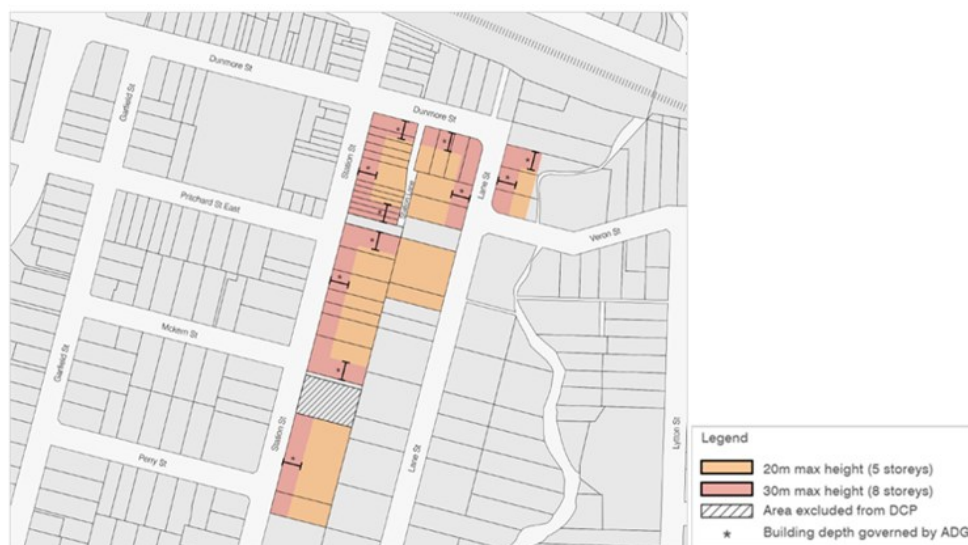 Dunmore St
Garfield St
Dunmore St
Station St
Station Lane
Lane St
Pritchard St East
Veron St
Mckern St
Garfield St
Station St
Lane St
Lytton St
Perry St
Legend
20m max height (5 storeys)
30m max height (8 storeys)
Area excluded from DCP
* Building depth governed by ADG